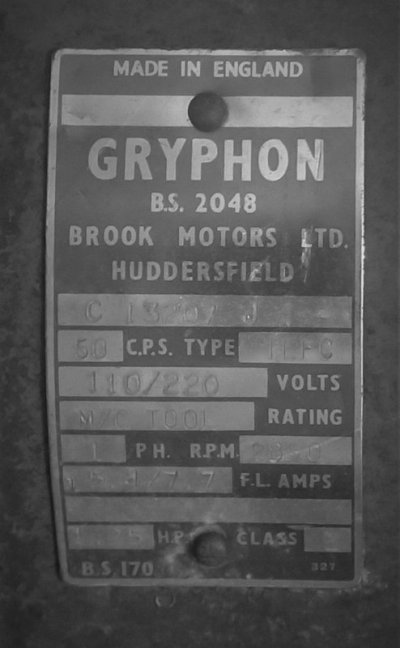 MADE IN ENGLAND
GRYPHON
B.S. 2048
BROOK MOTORS LTD.
HUDDERSFIELD
C J
50 C.P.S. TYPE
110/220 VOLTS
M/C TOOL RATING
1 PH. R.P.M.
F.L. AMPS
H.P. CLASS
B.S. 170 327